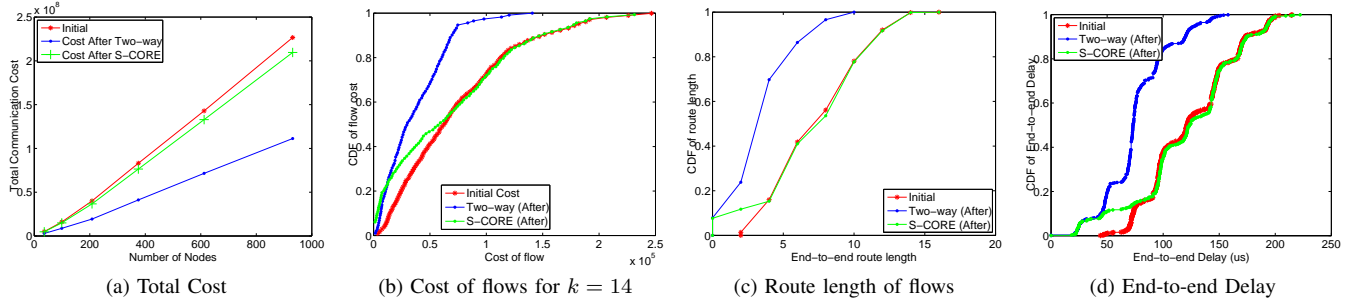 2.5 x 10^8
2
1.5
1
0.5
0
0 200 400 600 800 1000
Total Communication Cost
Number of Nodes
Initial
Cost After Two-way
Cost After S-CORE
(a) Total Cost
1
0.8
0.6
0.4
0.2
0
0 0.5 1 1.5 2 2.5
x 10^5
CDF of flow cost
Cost of flow
Initial Cost
Two-way (After)
S-CORE (After)
(b) Cost of flows for k = 14
1
0.8
0.6
0.4
0.2
0
0 5 10 15 20
CDF of route length
End-to-end route length
Initial
Two-way (After)
S-CORE (After)
(c) Route length of flows
1
0.8
0.6
0.4
0.2
0
0 50 100 150 200 250
CDF of End-to-end Delay
End-to-end Delay (us)
Initial
Two-way (After)
S-CORE (After)
(d) End-to-end Delay